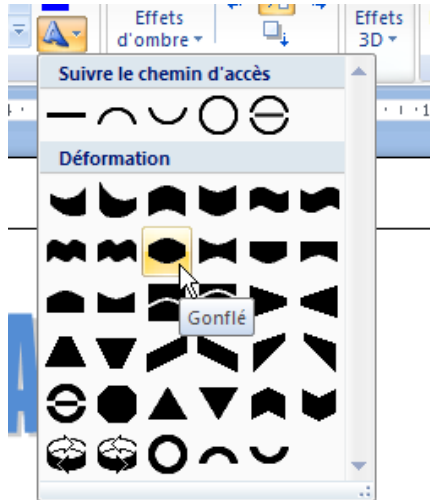 Effets
d'ombre
Effets
3D
Suivre le chemin d'accès
Déformation
Gonflé
A